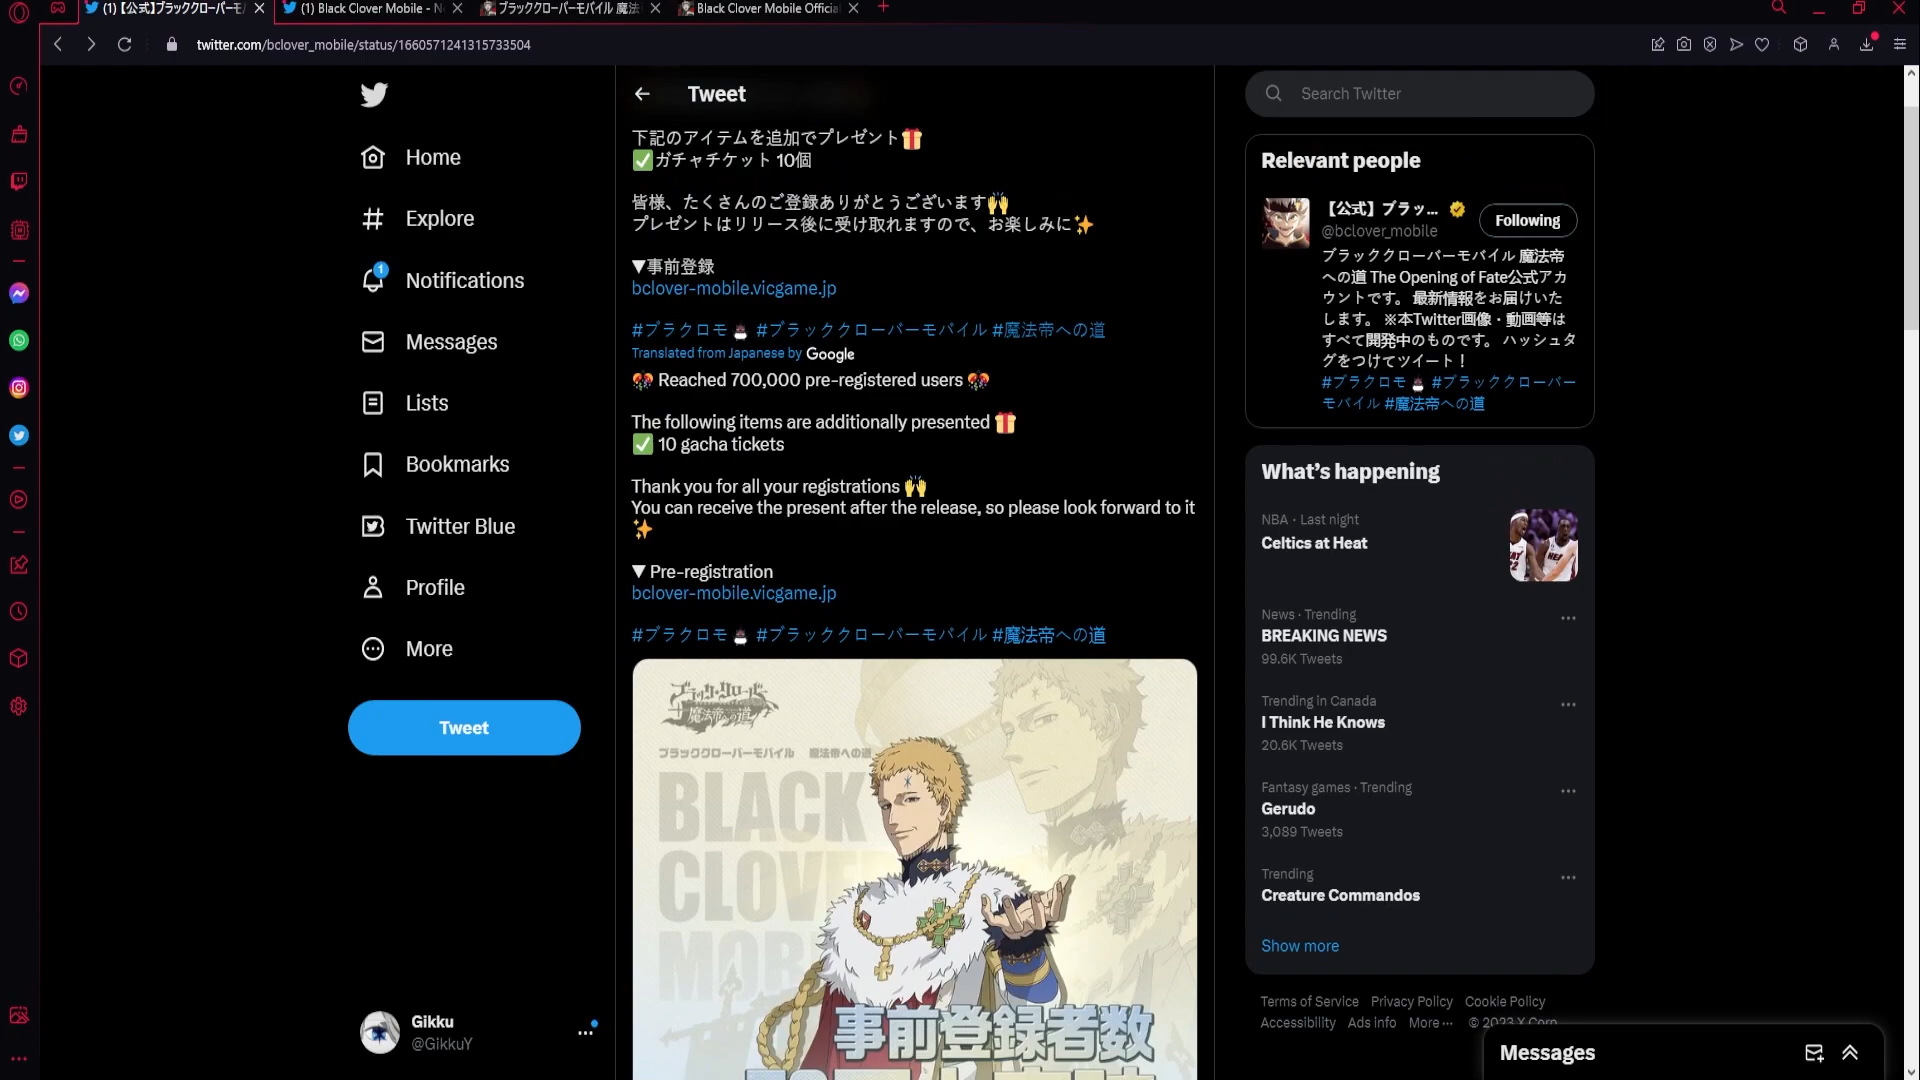 (1)【公式】ブラッククローバーモ
(1) Black Clover Mobile - N
ブラッククローバーモバイル 魔法
Black Clover Mobile Officia
twitter.com/bclover_mobile/status/1660571241315733504
Home
Explore
1
Notifications
Messages
Lists
Bookmarks
Twitter Blue
Profile
More
Tweet
Gikku
@GikkuY
Tweet
下記のアイテムを追加でプレゼント🎁
✅ガチャチケット 10個
皆様、たくさんのご登録ありがとうございます🙌
プレゼントはリリース後に受け取れますので、お楽しみに✨
▼事前登録
bclover-mobile.vicgame.jp
#ブラクロモ #ブラッククローバーモバイル #魔法帝への道
Translated from Japanese by Google
🎊 Reached 700,000 pre-registered users 🎊
The following items are additionally presented 🎁
✅ 10 gacha tickets
Thank you for all your registrations 🙌
You can receive the present after the release, so please look forward to it
✨
▼ Pre-registration
bclover-mobile.vicgame.jp
#ブラクロモ #ブラッククローバーモバイル #魔法帝への道
ブラック・クローバー
魔法帝への道
ブラッククローバーモバイル 魔法帝への道
BLACK
CLOVE
MOBI
事前登録者数
Search Twitter
Relevant people
【公式】ブラッ...
@bclover_mobile
Following
ブラッククローバーモバイル 魔法帝
への道 The Opening of Fate公式アカ
ウントです。 最新情報をお届けいた
します。 ※本Twitter画像・動画等は
すべて開発中のものです。 ハッシュタ
グをつけてツイート！
#ブラクロモ #ブラッククローバー
モバイル #魔法帝への道
What's happening
NBA · Last night
Celtics at Heat
News · Trending
BREAKING NEWS
99.6K Tweets
Trending in Canada
I Think He Knows
20.6K Tweets
Fantasy games · Trending
Gerudo
3,089 Tweets
Trending
Creature Commandos
Show more
Terms of Service Privacy Policy Cookie Policy
Accessibility Ads info More ··· © 2023 X Corp.
Messages